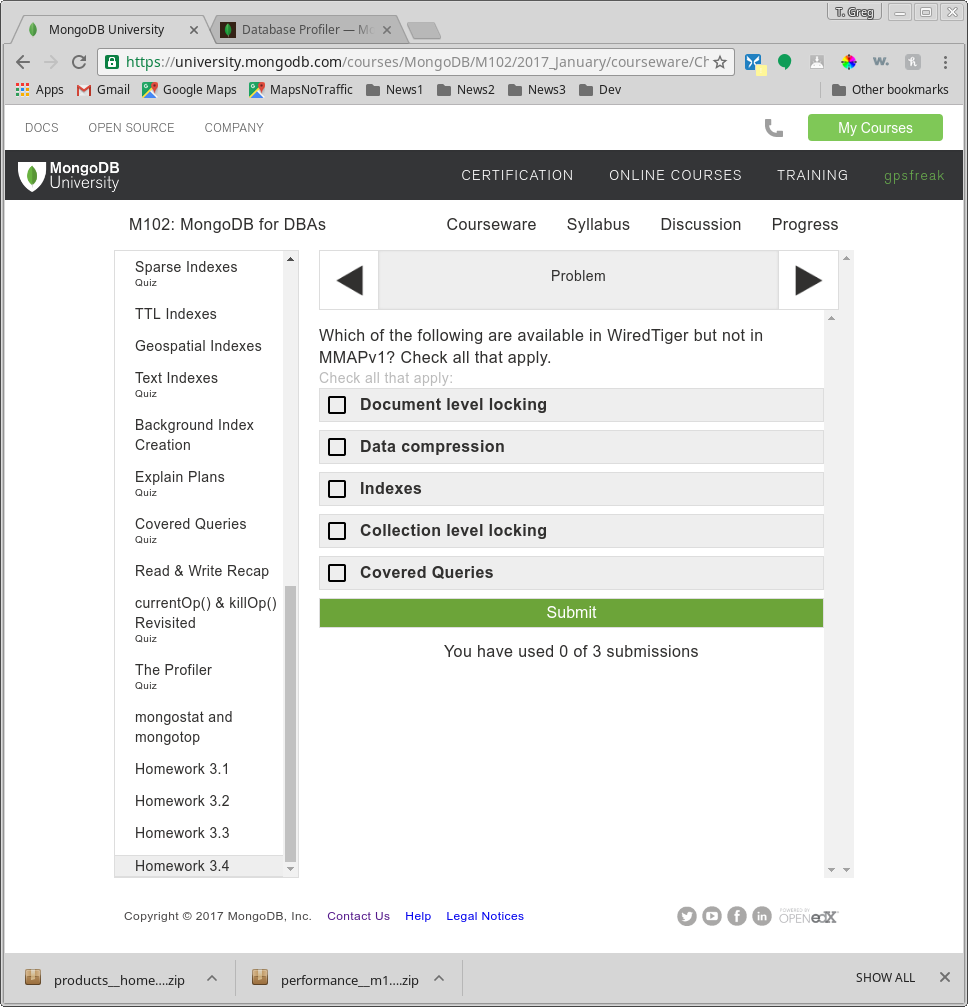 T. Greg
MongoDB University
Database Profiler — Mo
https://university.mongodb.com/courses/MongoDB/M102/2017_January/courseware/Ch
Apps Gmail Google Maps MapsNoTraffic News1 News2 News3 Dev Other bookmarks
DOCS OPEN SOURCE COMPANY My Courses
MongoDB
University
CERTIFICATION ONLINE COURSES TRAINING gpsfreak
M102: MongoDB for DBAs Courseware Syllabus Discussion Progress
Sparse Indexes
Quiz
TTL Indexes
Geospatial Indexes
Text Indexes
Quiz
Background Index
Creation
Explain Plans
Quiz
Covered Queries
Quiz
Read & Write Recap
currentOp() & killOp()
Revisited
Quiz
The Profiler
Quiz
mongostat and
mongotop
Homework 3.1
Homework 3.2
Homework 3.3
Homework 3.4
Problem
Which of the following are available in WiredTiger but not in
MMAPv1? Check all that apply.
Check all that apply:
Document level locking
Data compression
Indexes
Collection level locking
Covered Queries
Submit
You have used 0 of 3 submissions
Copyright © 2017 MongoDB, Inc. Contact Us Help Legal Notices
POWERED BY
OPEN edX
products__home....zip performance__m1....zip SHOW ALL